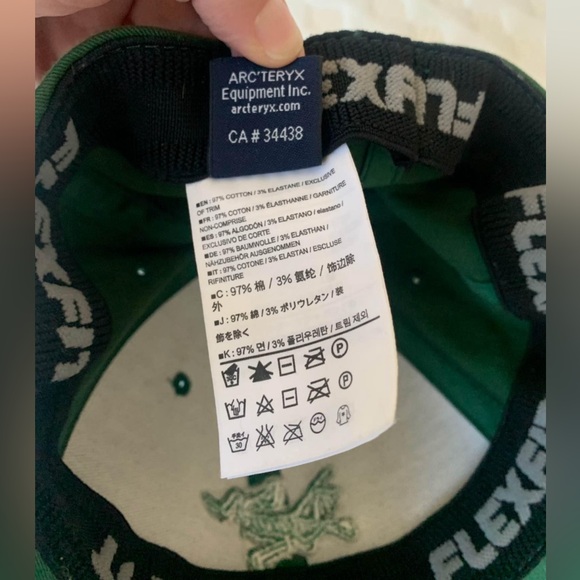 ARC'TERYX
Equipment Inc.
arcteryx.com
CA # 34438
■EN: 97% COTTON / 3% ELASTANE / EXCLUSIVE
OF TRIM
■FR: 97% COTON / 3% ÉLASTHANNE / GARNITURE
NON-COMPRISE
■ES: 97% ALGODÓN / 3% ELASTANO / elastano /
EXCLUSIVO DE CORTE
■DE: 97% BAUMWOLLE / 3% ELASTHAN /
NÄHZUBEHÖR AUSGENOMMEN
■IT: 97% COTONE / 3% ELASTAN / ESCLUSE
RIFINITURE
■C: 97% 棉 / 3% 氨纶 / 饰边除
外
■J: 97% 綿 / 3% ポリウレタン / 装
飾を除く
■K: 97% 면 / 3% 폴리우레탄 / 트림 제외
P
P
30
FLEXFIT
FLEXFIT